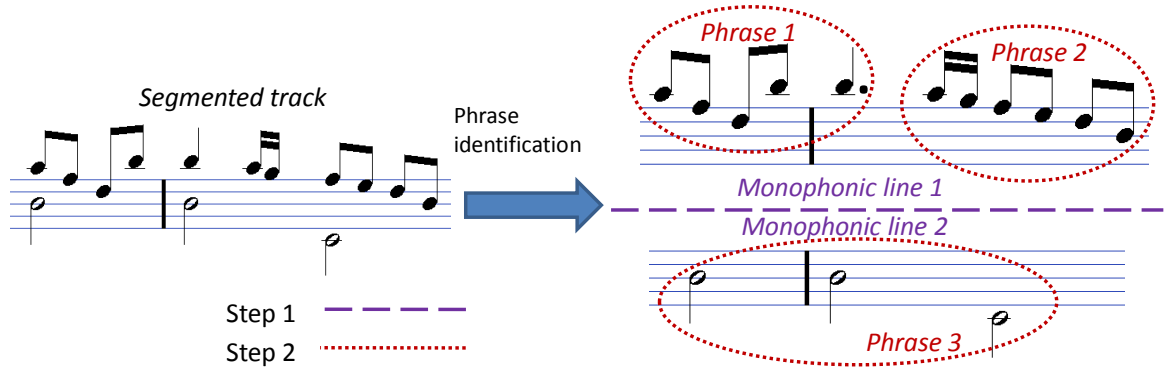 Segmented track
Phrase
identification
Phrase 1
Phrase 2
Monophonic line 1
Monophonic line 2
Phrase 3
Step 1
Step 2